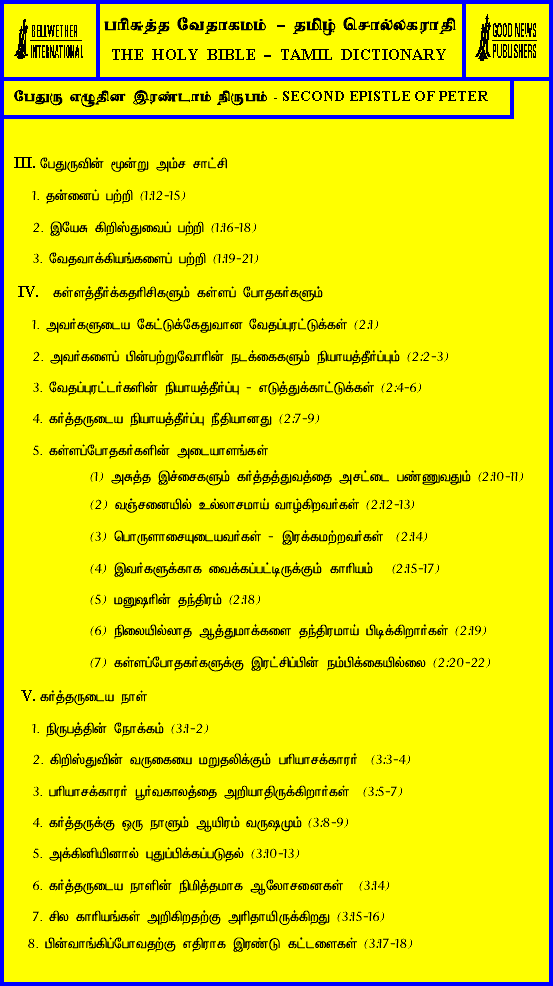 BELLWETHER
INTERNATIONAL
பரிசுத்த வேதாகமம் – தமிழ் சொல்லகராதி
THE HOLY BIBLE – TAMIL DICTIONARY
GOOD NEWS
PUBLISHERS
பேதுரு எழுதின இரண்டாம் நிருபம் - SECOND EPISTLE OF PETER
III. பேதுருவின் மூன்று அம்ச சாட்சி
1. தன்னைப் பற்றி (1:12-15)
2. இயேசு கிறிஸ்துவைப் பற்றி (1:16-18)
3. வேதவாக்கியங்களைப் பற்றி (1:19-21)
IV. கள்ளத்தீர்க்கதரிசிகளும் கள்ளப் போதகர்களும்
1. அவர்களுடைய கேட்டுக்கேதுவான வேதப்புரட்டுக்கள் (2:1)
2. அவர்களைப் பின்பற்றுவோரின் நடக்கைகளும் நியாயத்தீர்ப்பும் (2:2-3)
3. வேதப்புரட்டர்களின் நியாயத்தீர்ப்பு - எடுத்துக்காட்டுக்கள் (2:4-6)
4. கர்த்தருடைய நியாயத்தீர்ப்பு நீதியானது (2:7-9)
5. கள்ளப்போதகர்களின் அடையாளங்கள்
(1) அசுத்த இச்சைகளும் கர்த்தத்துவத்தை அசட்டை பண்ணுவதும் (2:10-11)
(2) வஞ்சனையில் உல்லாசமாய் வாழ்கிறவர்கள் (2:12-13)
(3) பொருளாசையுடையவர்கள் - இரக்கமற்றவர்கள் (2:14)
(4) இவர்களுக்காக வைக்கப்பட்டிருக்கும் காரியம் (2:15-17)
(5) மனுஷரின் தந்திரம் (2:18)
(6) நிலையில்லாத ஆத்துமாக்களை தந்திரமாய் பிடிக்கிறார்கள் (2:19)
(7) கள்ளப்போதகர்களுக்கு இரட்சிப்பின் நம்பிக்கையில்லை (2:20-22)
V. கர்த்தருடைய நாள்
1. நிருபத்தின் நோக்கம் (3:1-2)
2. கிறிஸ்துவின் வருகையை மறுதலிக்கும் பரியாசக்காரர் (3:3-4)
3. பரியாசக்காரர் பூர்வகாலத்தை அறியாதிருக்கிறார்கள் (3:5-7)
4. கர்த்தருக்கு ஒரு நாளும் ஆயிரம் வருஷமும் (3:8-9)
5. அக்கினியினால் புதுப்பிக்கப்படுதல் (3:10-13)
6. கர்த்தருடைய நாளின் நிமித்தமாக ஆலோசனைகள் (3:14)
7. சில காரியங்கள் அறிகிறதற்கு அரிதாயிருக்கிறது (3:15-16)
8. பின்வாங்கிப்போவதற்கு எதிராக இரண்டு கட்டளைகள் (3:17-18)